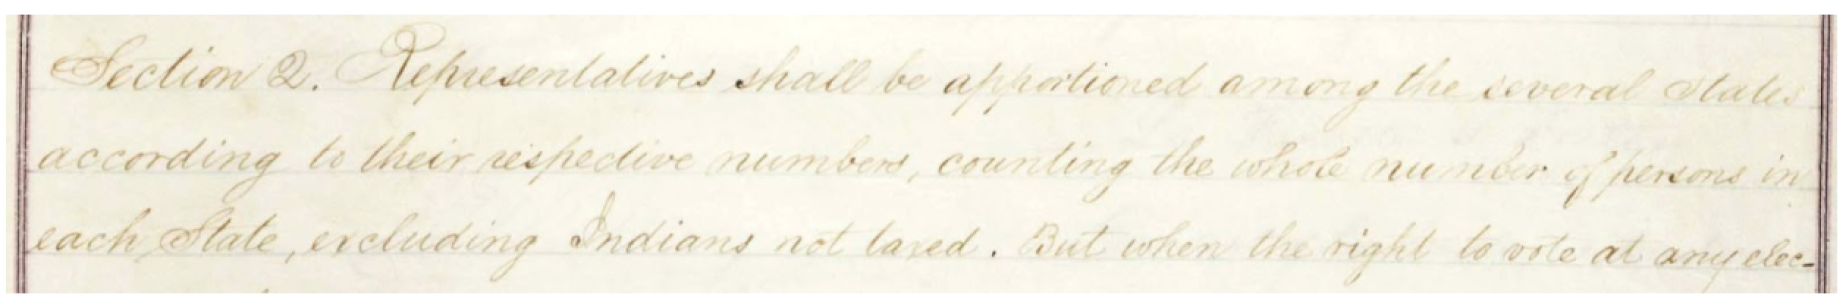 Section 2. Representatives shall be apportioned among the several States
according to their respective numbers, counting the whole number of persons in
each State, excluding Indians not taxed. But when the right to vote at any elec-